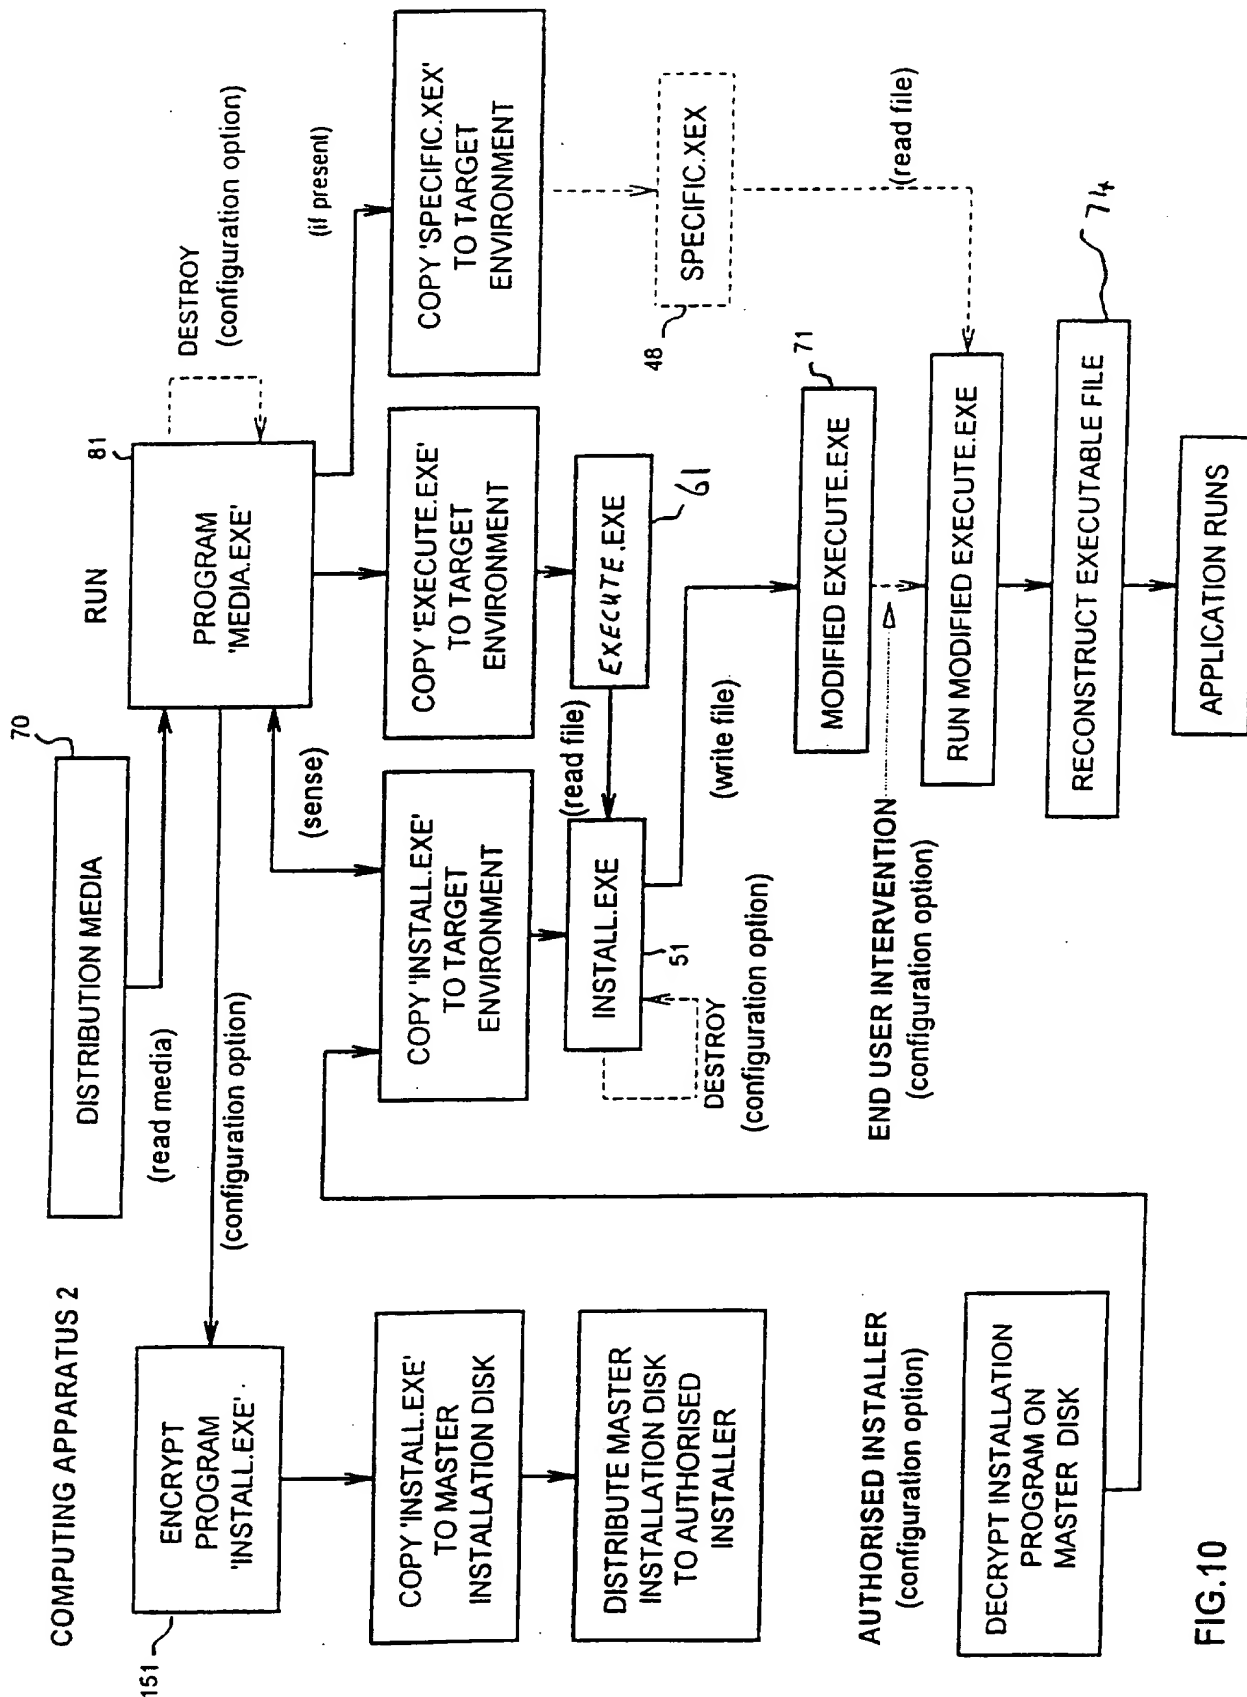 COMPUTING APPARATUS 2
70
DISTRIBUTION MEDIA
(read media)
(configuration option)
RUN
81
PROGRAM
'MEDIA.EXE'
DESTROY
(configuration option)
151
ENCRYPT
PROGRAM
'INSTALL.EXE'
(sense)
(if present)
COPY 'INSTALL.EXE'
TO MASTER
INSTALLATION DISK
COPY 'INSTALL.EXE'
TO TARGET
ENVIRONMENT
COPY 'EXECUTE.EXE'
TO TARGET
ENVIRONMENT
COPY 'SPECIFIC.XEX'
TO TARGET
ENVIRONMENT
DISTRIBUTE MASTER
INSTALLATION DISK
TO AUTHORISED
INSTALLER
INSTALL.EXE
51
(read file)
EXECUTE.EXE
61
SPECIFIC.XEX
48
DESTROY
(configuration option)
(write file)
MODIFIED EXECUTE.EXE
71
(read file)
END USER INTERVENTION
(configuration option)
RUN MODIFIED EXECUTE.EXE
AUTHORISED INSTALLER
(configuration option)
DECRYPT INSTALLATION
PROGRAM ON
MASTER DISK
RECONSTRUCT EXECUTABLE FILE
74
APPLICATION RUNS
FIG.10